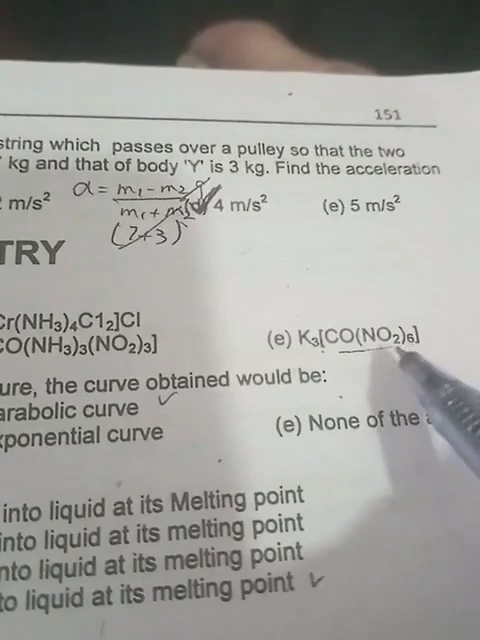 151
string which passes over a pulley so that the two
kg and that of body 'Y' is 3 kg. Find the acceleration
m/s² a = m₁ - m₂ g 4 m/s² (e) 5 m/s²
m₁ + m₂
(7+3)
TRY
Cr(NH₃)₄C1₂]Cl
CO(NH₃)₃(NO₂)₃] (e) K₃[CO(NO₂)₆]
ure, the curve obtained would be:
arabolic curve ✓
xponential curve (e) None of the
into liquid at its Melting point
into liquid at its melting point
nto liquid at its melting point
to liquid at its melting point ✓